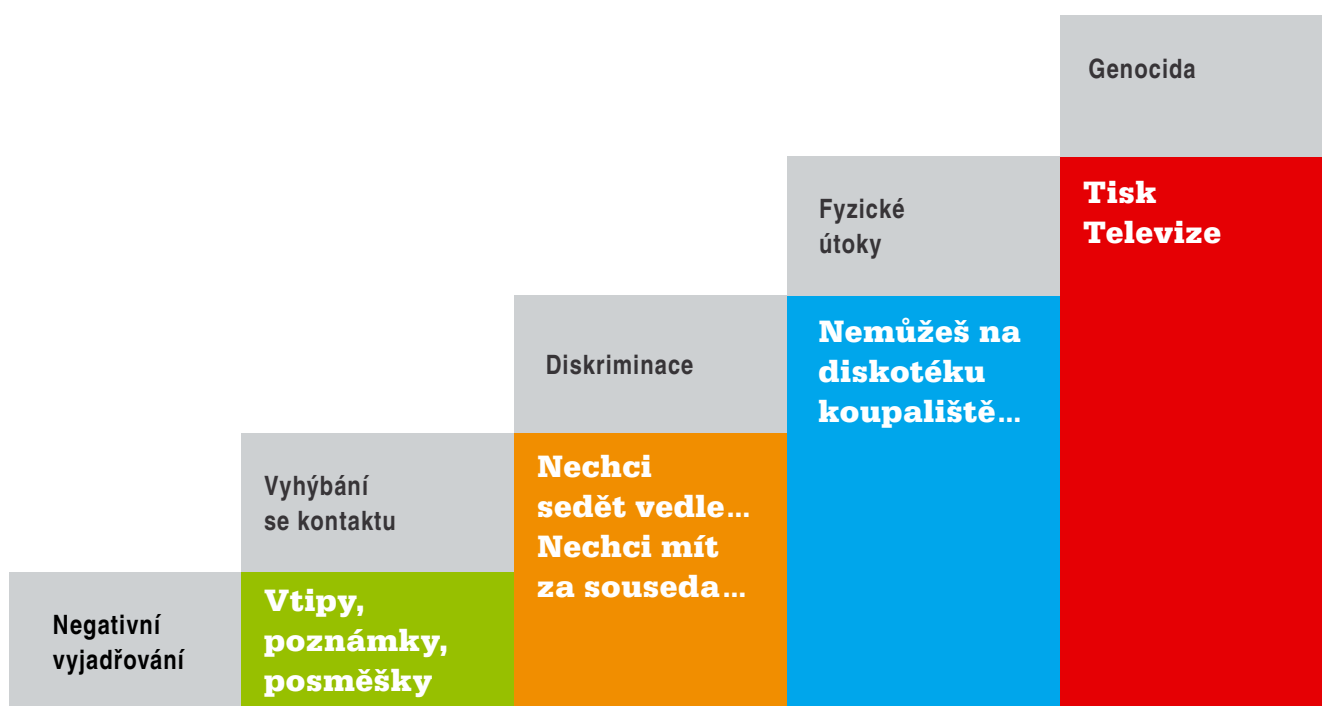 Genocida
Tisk
Televize
Fyzické
útoky
Nemůžeš na
diskotéku
koupaliště...
Diskriminace
Nechci
sedět vedle...
Nechci mít
za souseda...
Vyhýbání
se kontaktu
Vtipy,
poznámky,
posměšky
Negativní
vyjadřování